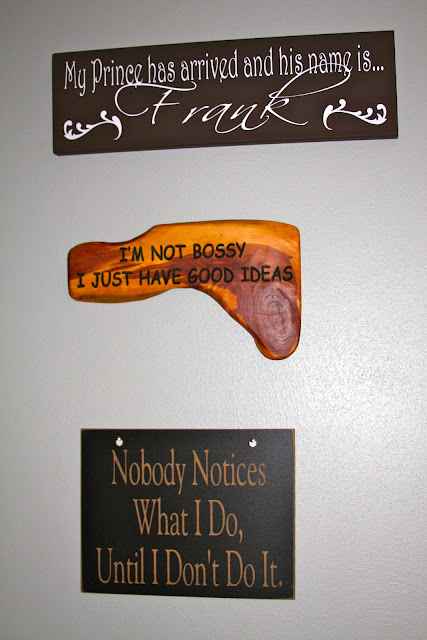 My Prince has arrived and his name is...
Frank
I'M NOT BOSSY
I JUST HAVE GOOD IDEAS
Nobody Notices
What I Do,
Until I Don't Do It.